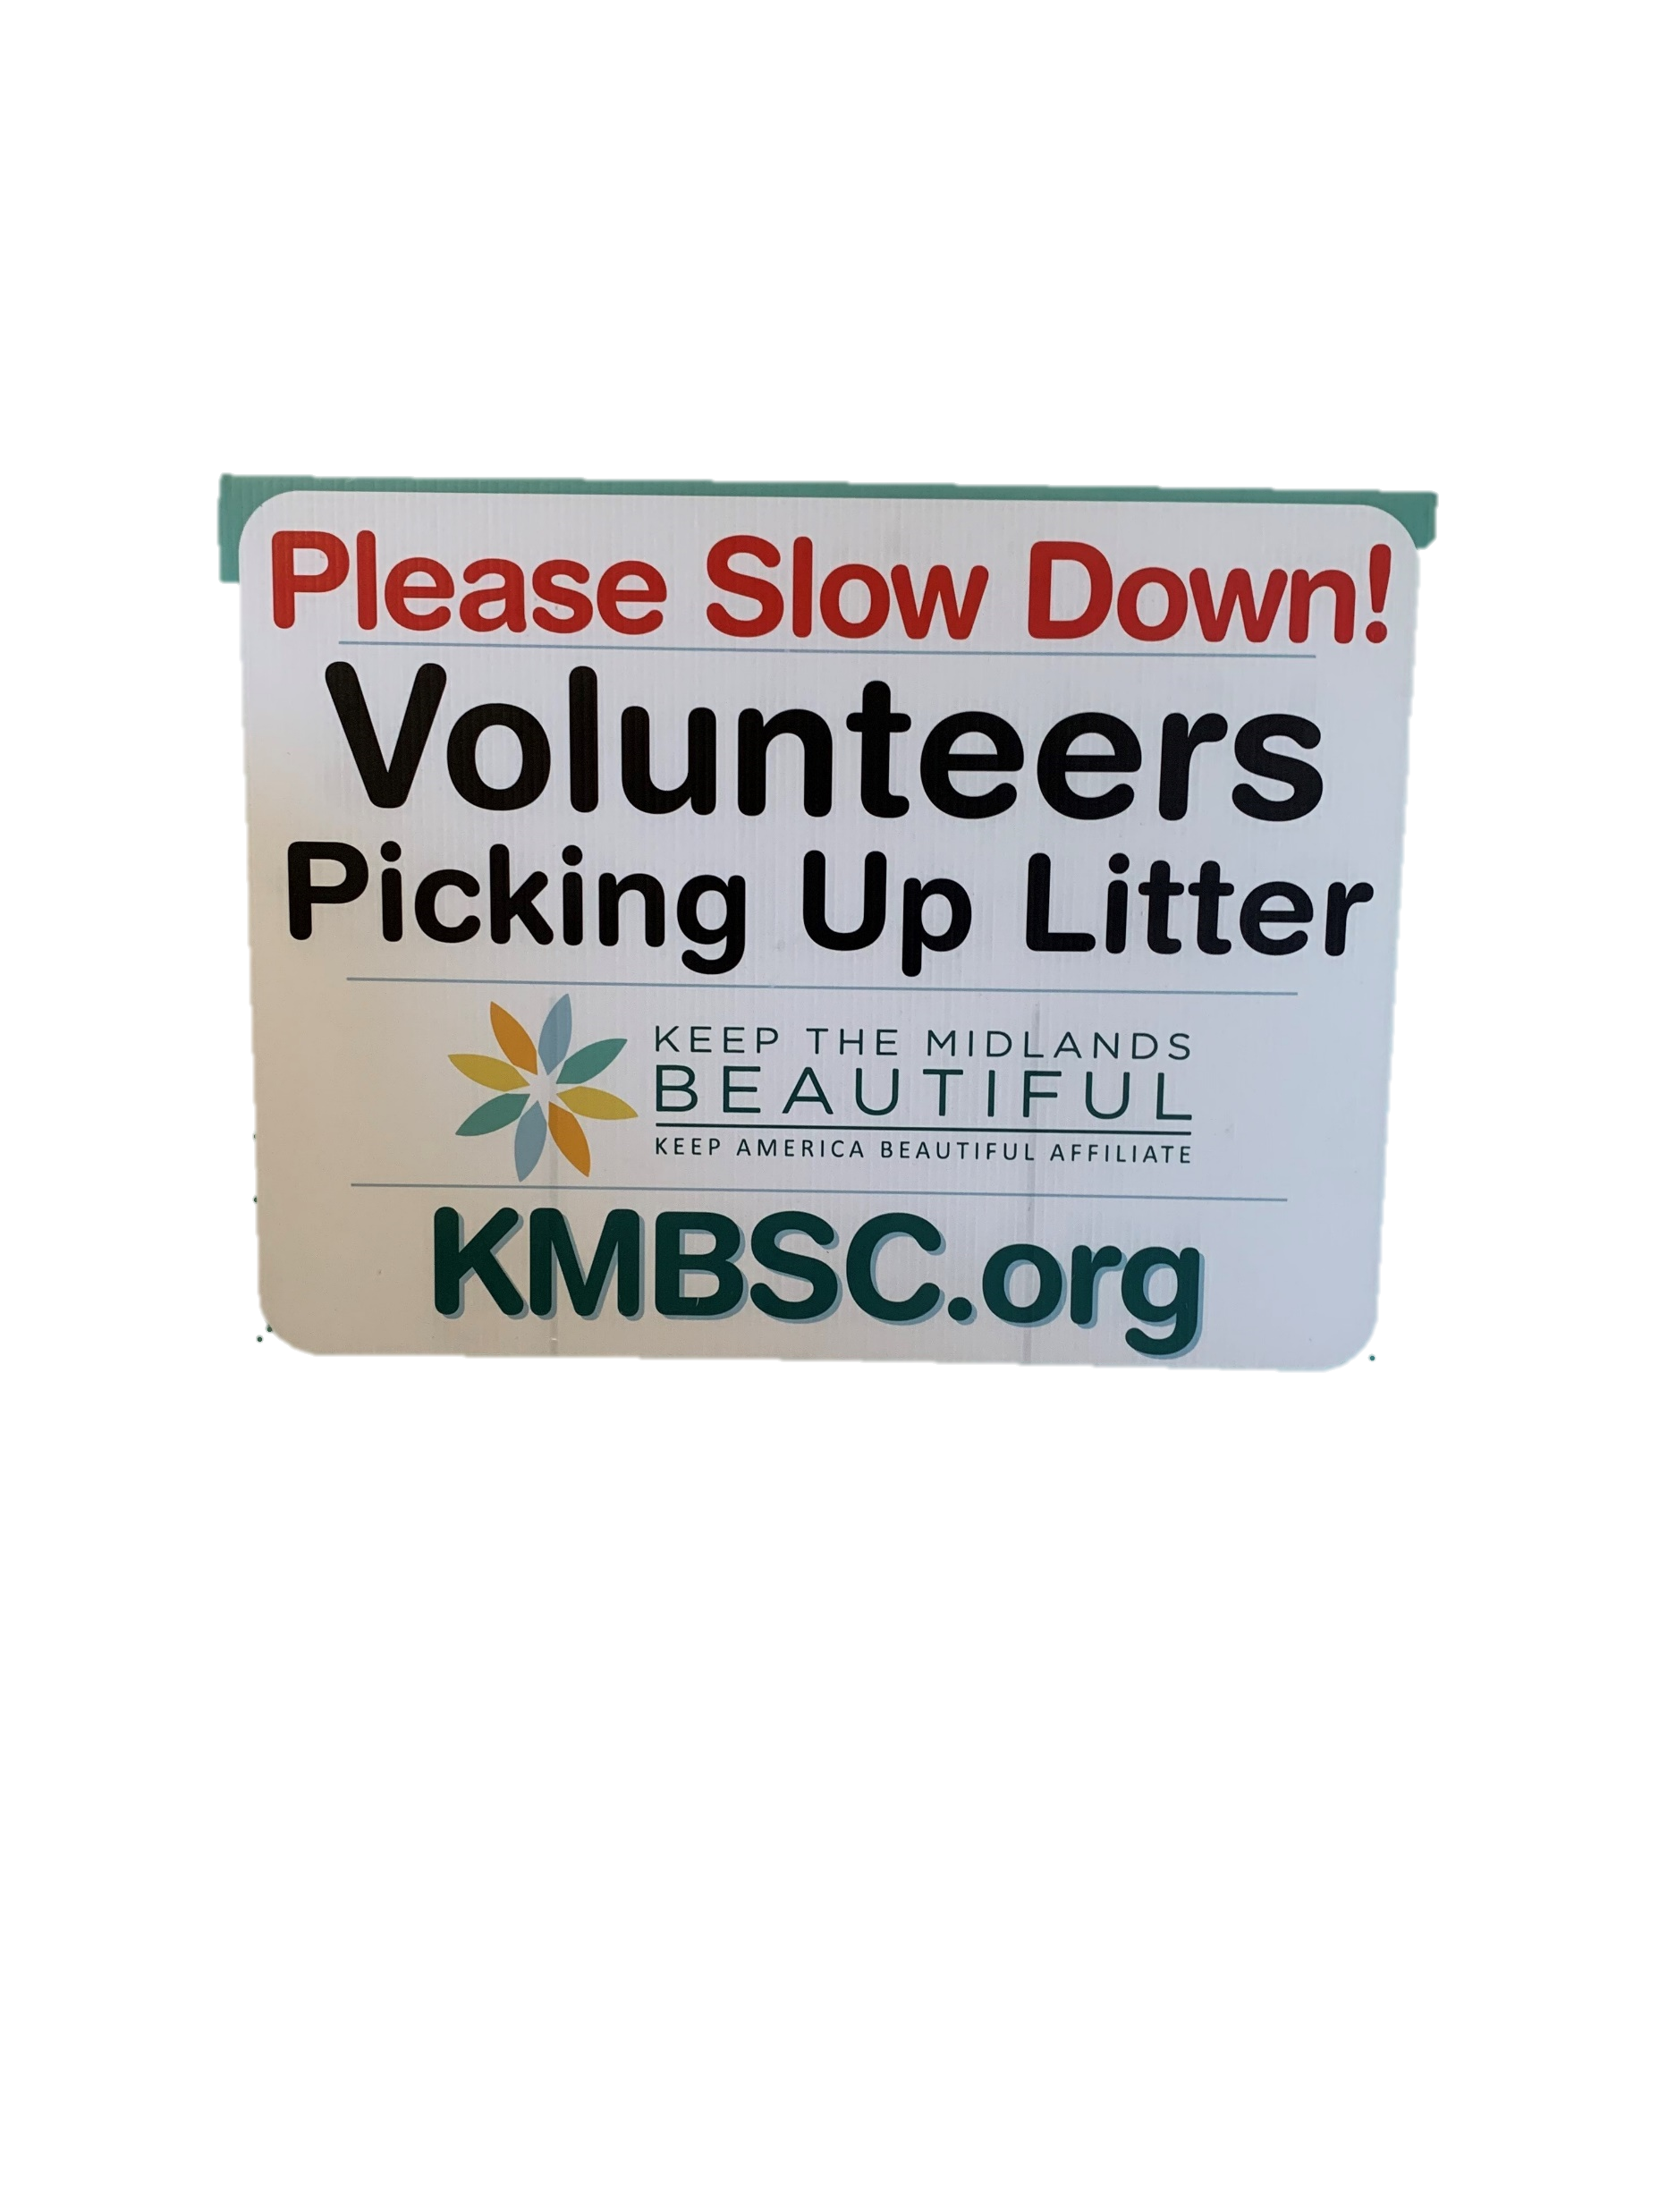 Please Slow Down!
Volunteers
Picking Up Litter
KEEP THE MIDLANDS
BEAUTIFUL
KEEP AMERICA BEAUTIFUL AFFILIATE
KMBSC.org